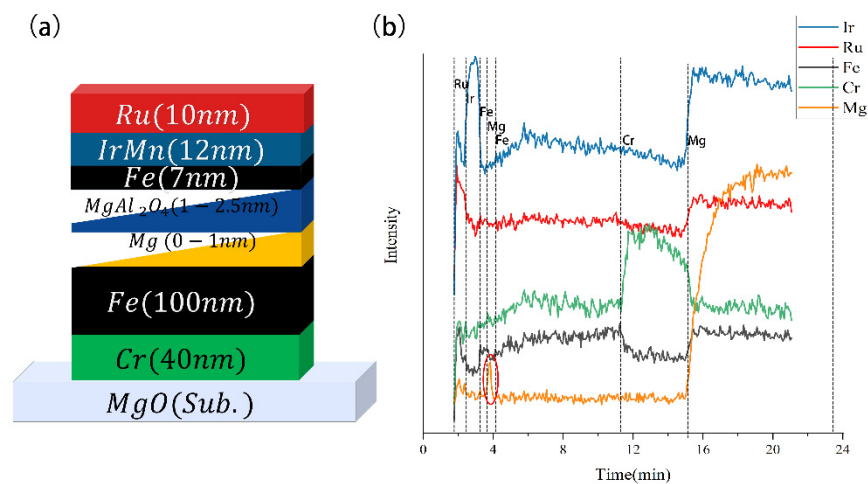 (a)
Ru(10nm)
IrMn(12nm)
Fe(7nm)
MgAl₂O₄(1 − 2.5nm)
Mg (0 − 1nm)
Fe(100nm)
Cr(40nm)
MgO(Sub.)
(b)
Ir
Ru
Fe
Cr
Mg
Ru
Ir
Fe
Mg
Fe
Cr
Mg
Intensity
0 4 8 12 16 20 24
Time(min)